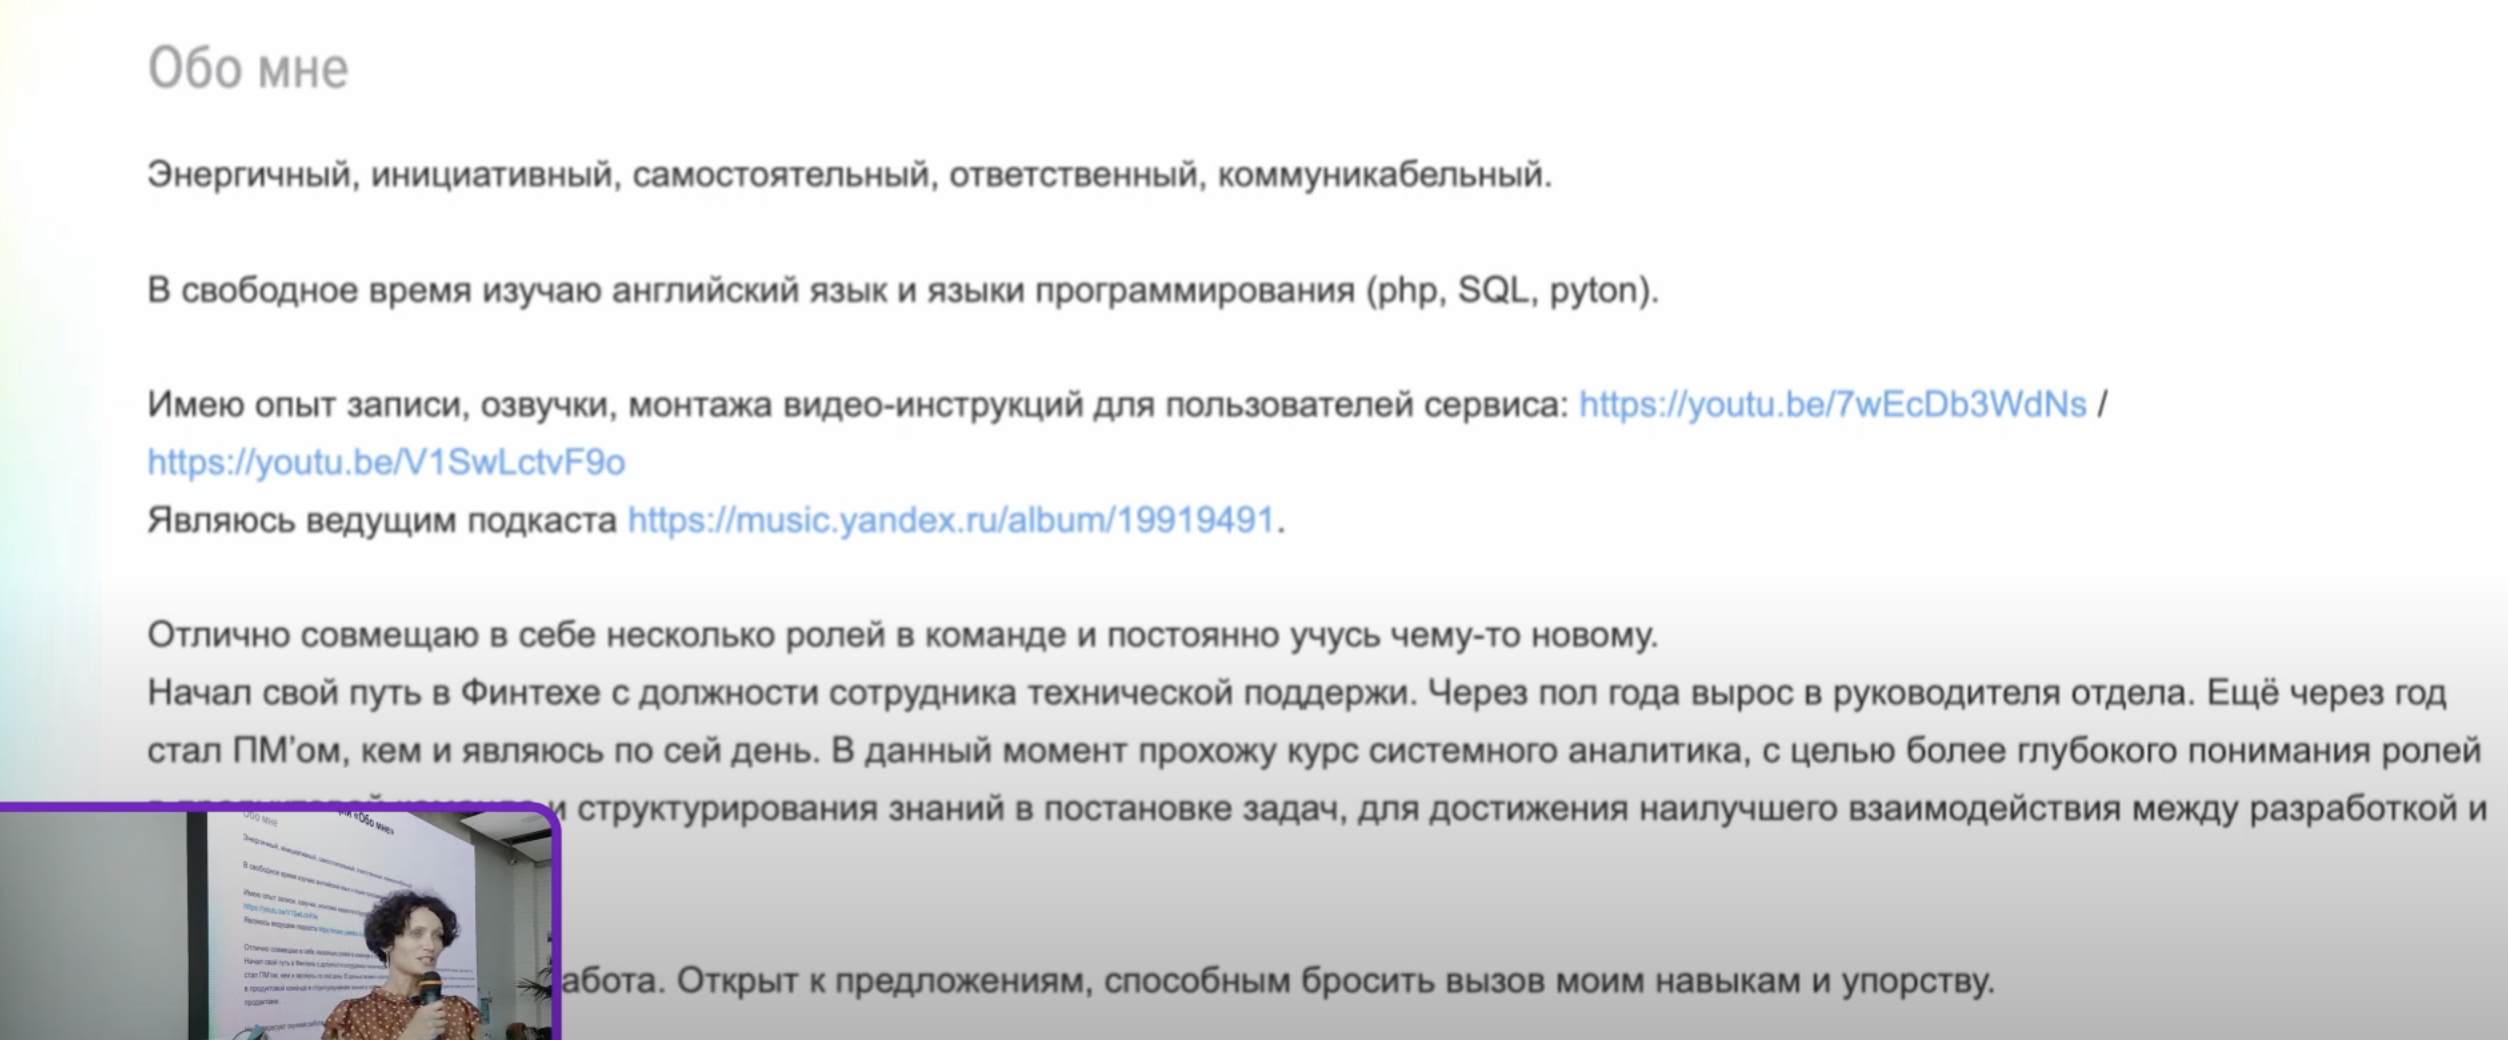 Обо мне
Энергичный, инициативный, самостоятельный, ответственный, коммуникабельный.
В свободное время изучаю английский язык и языки программирования (php, SQL, pyton).
Имею опыт записи, озвучки, монтажа видео-инструкций для пользователей сервиса: https://youtu.be/7wEcDb3WdNs /
https://youtu.be/V1SwLctvF9o
Являюсь ведущим подкаста https://music.yandex.ru/album/19919491.
Отлично совмещаю в себе несколько ролей в команде и постоянно учусь чему-то новому.
Начал свой путь в Финтехе с должности сотрудника технической поддержи. Через пол года вырос в руководителя отдела. Ещё через год
стал ПМ’ом, кем и являюсь по сей день. В данный момент прохожу курс системного аналитика, с целью более глубокого понимания ролей
и структурирования знаний в постановке задач, для достижения наилучшего взаимодействия между разработкой и
абота. Открыт к предложениям, способным бросить вызов моим навыкам и упорству.
«Обо мне»
Обо мне